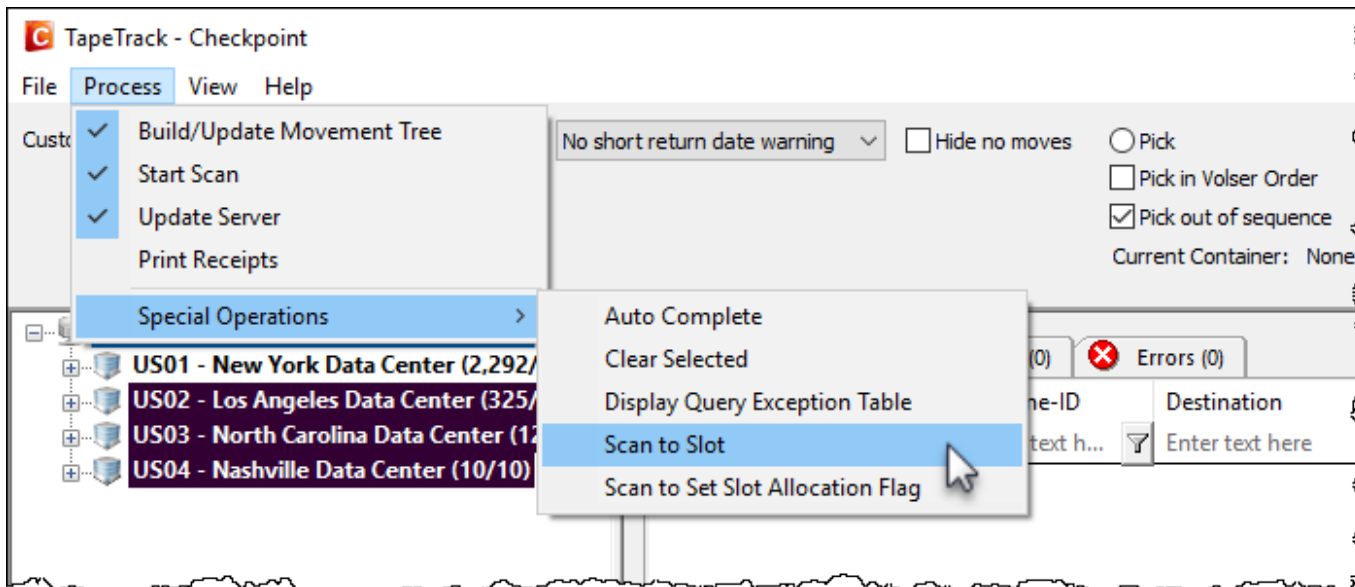 TapeTrack - Checkpoint
File Process View Help
Build/Update Movement Tree
Start Scan
Update Server
Print Receipts
Special Operations
No short return date warning
Hide no moves
Pick
Pick in Volser Order
Pick out of sequence
Current Container: None
Auto Complete
Clear Selected
Display Query Exception Table
Scan to Slot
Scan to Set Slot Allocation Flag
US01 - New York Data Center (2,292/
US02 - Los Angeles Data Center (325/
US03 - North Carolina Data Center (12
US04 - Nashville Data Center (10/10)
(0) Errors (0)
Destination
text h... Enter text here